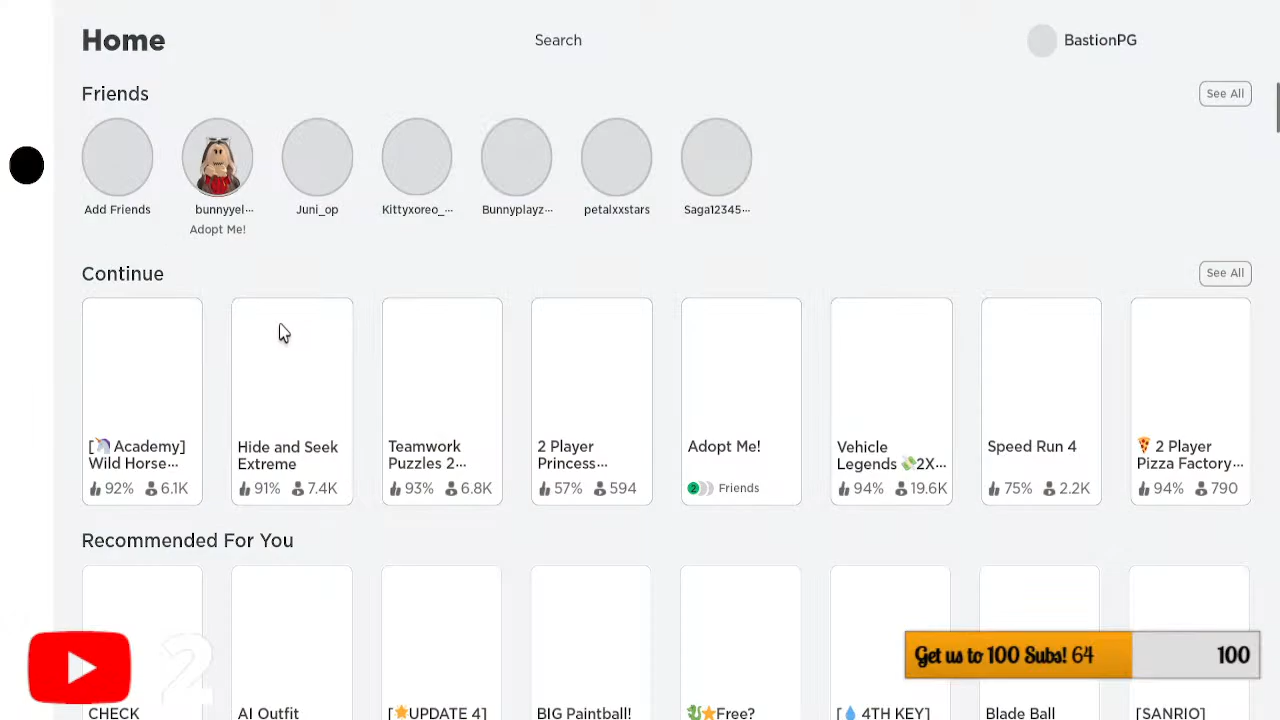 Home
Search
BastionPG
Friends
See All
Add Friends
bunnyyel...
Juni_op
Kittyxoreo_...
Bunnyplayz...
petalxxstars
Saga12345...
Adopt Me!
Continue
See All
[🦄 Academy]
Wild Horse...
92% 6.1K
Hide and Seek
Extreme
91% 7.4K
Teamwork
Puzzles 2...
93% 6.8K
2 Player
Princess...
57% 594
Adopt Me!
2 Friends
Vehicle
Legends 💸2X...
94% 19.6K
Speed Run 4
75% 2.2K
🍕 2 Player
Pizza Factory...
94% 790
Recommended For You
CHECK
AI Outfit
[⭐UPDATE 4]
BIG Paintball!
🐉⭐Free?
[💧 4TH KEY]
Blade Ball
[SANRIO]
2
Get us to 100 Subs! 64
100